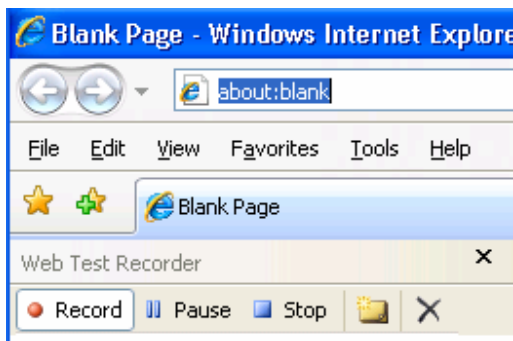 Blank Page - Windows Internet Explore
about:blank
File Edit View Favorites Tools Help
Blank Page
Web Test Recorder
Record Pause Stop